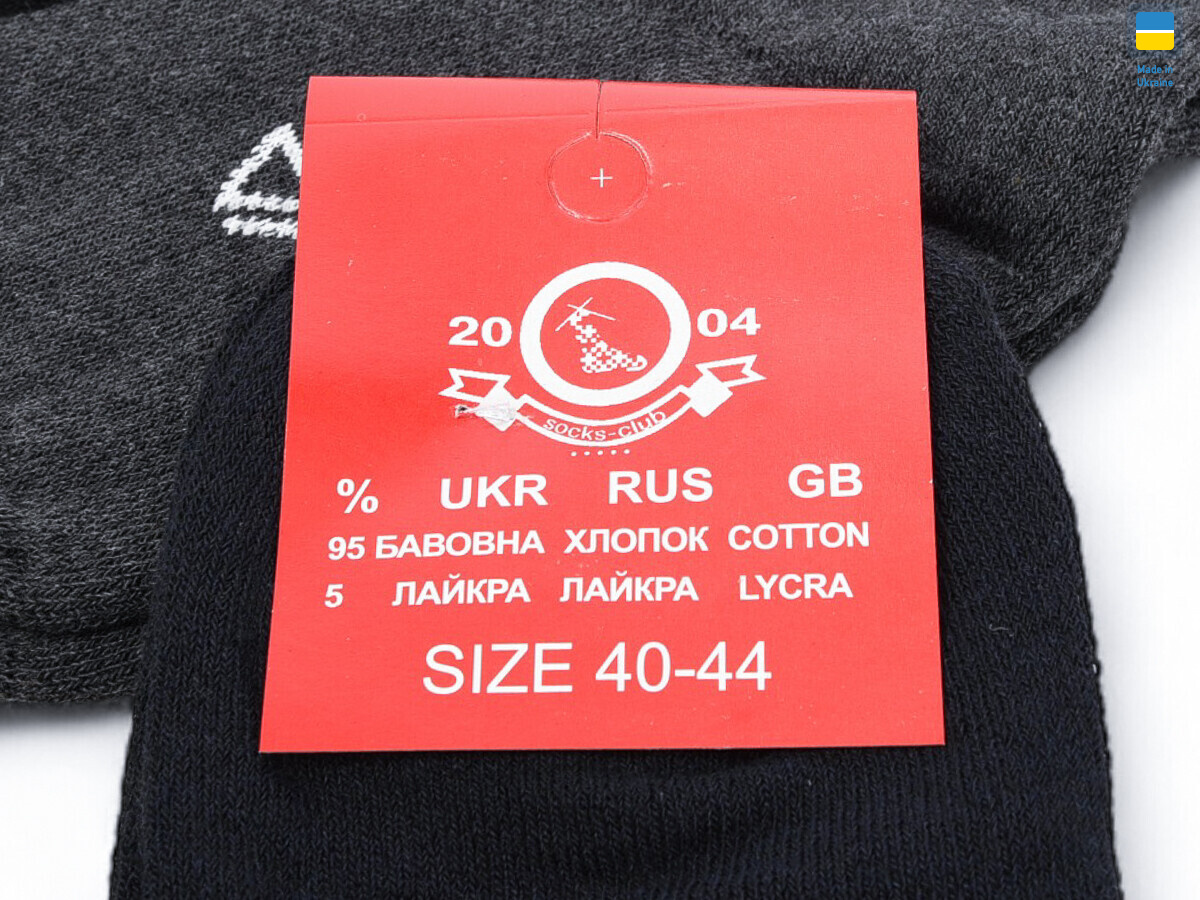 Made in
Ukraine
20 04
socks-club
% UKR RUS GB
95 БАВОВНА ХЛОПОК COTTON
5 ЛАЙКРА ЛАЙКРА LYCRA
SIZE 40-44